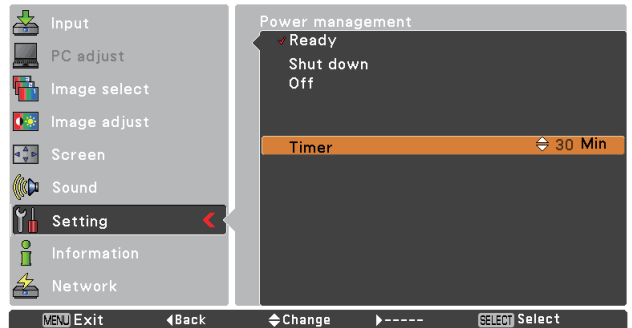 Input
PC adjust
Image select
Image adjust
Screen
Sound
Setting
Information
Network
Power management
Ready
Shut down
Off
Timer 30 Min
MENU Exit Back Change ----- SELECT Select